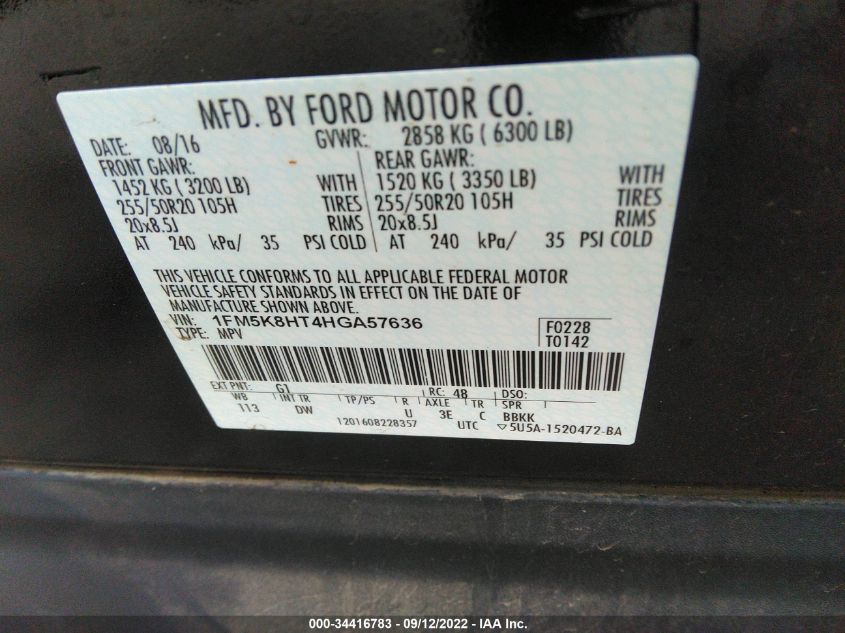 MFD. BY FORD MOTOR CO.
DATE: 08/16 GVWR: 2858 KG ( 6300 LB)
FRONT GAWR: REAR GAWR:
1452 KG ( 3200 LB) WITH 1520 KG ( 3350 LB) WITH
255/50R20 105H TIRES 255/50R20 105H TIRES
20x8.5J RIMS 20x8.5J RIMS
AT 240 kPa/ 35 PSI COLD AT 240 kPa/ 35 PSI COLD
THIS VEHICLE CONFORMS TO ALL APPLICABLE FEDERAL MOTOR
VEHICLE SAFETY STANDARDS IN EFFECT ON THE DATE OF
MANUFACTURE SHOWN ABOVE.
VIN: 1FM5K8HT4HGA57636 F0228
TYPE: MPV T0142
EXT PNT: G1 RC: 48 DSO:
WB INT TR TP/PS R AXLE TR SPR
113 DW U 3E C BBKK
1201608228357 UTC ▽5U5A-1520472-BA
000-34416783 - 09/12/2022 - IAA Inc.